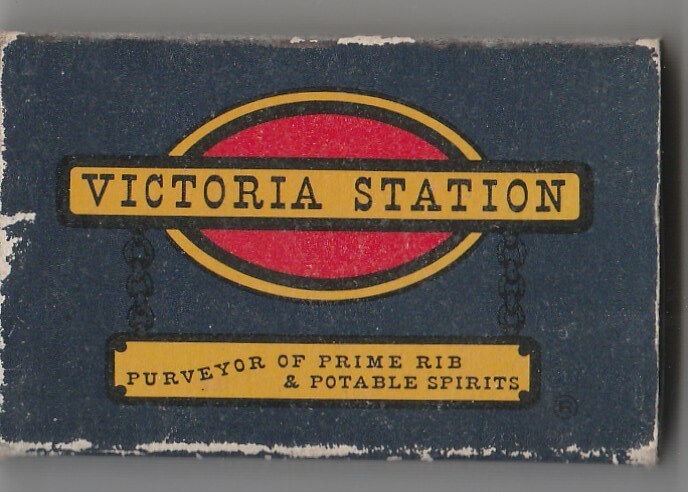 VICTORIA STATION
PURVEYOR OF PRIME RIB
& POTABLE SPIRITS
®